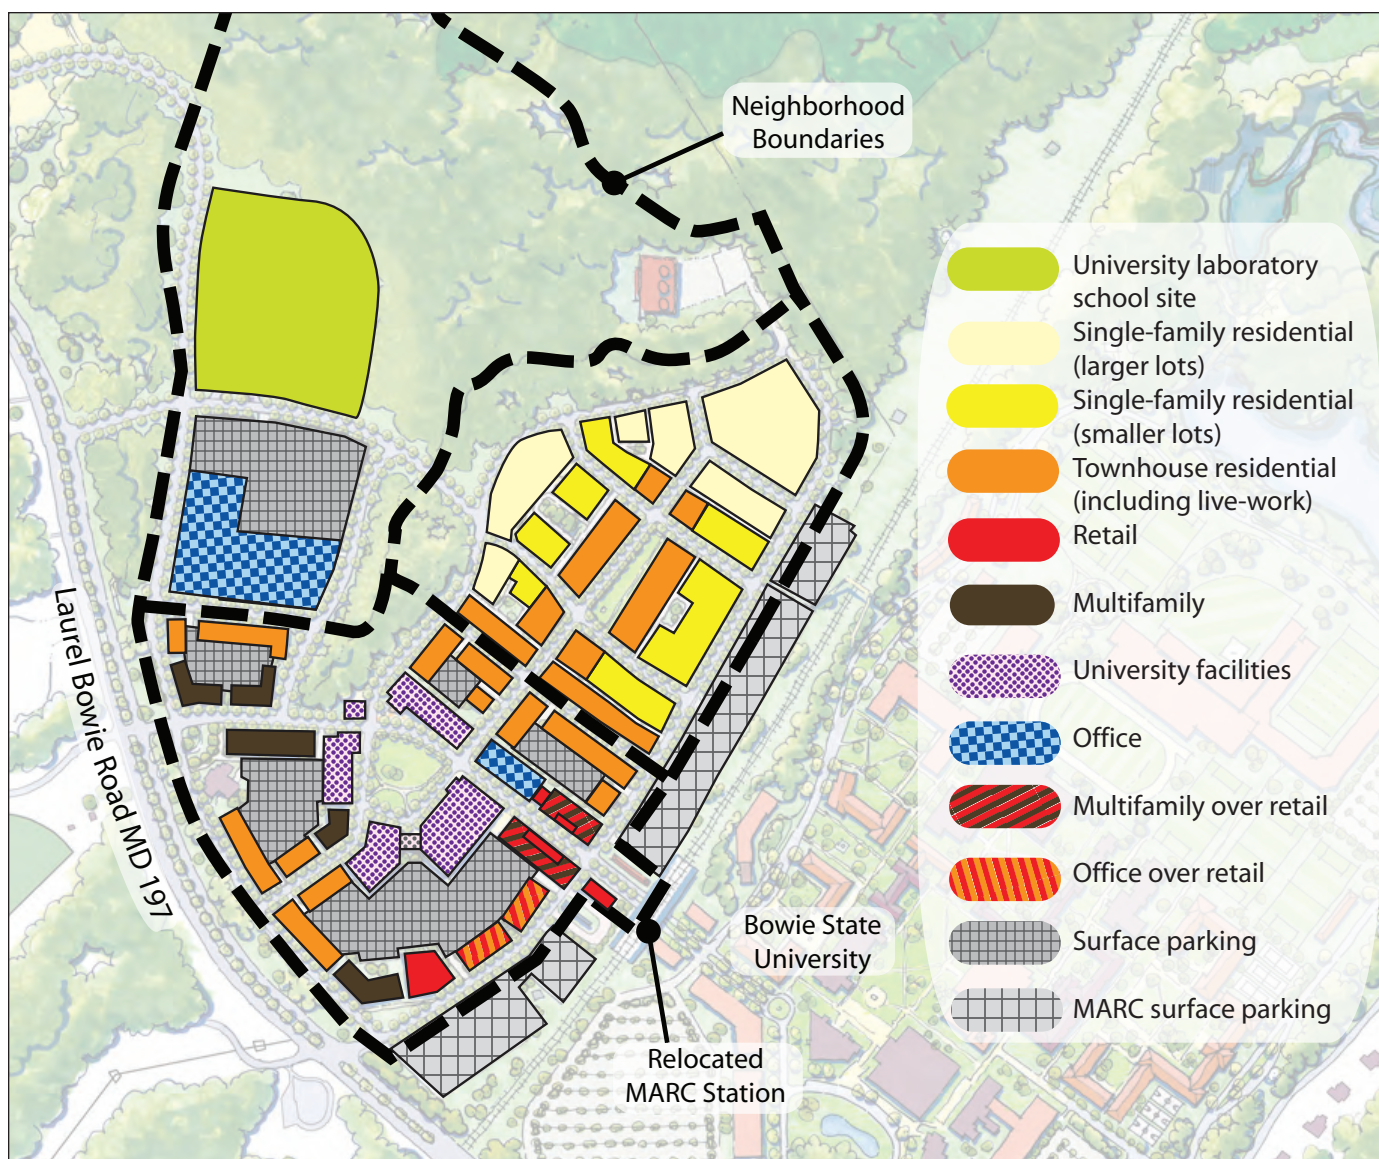 Neighborhood
Boundaries
University laboratory
school site
Single-family residential
(larger lots)
Single-family residential
(smaller lots)
Townhouse residential
(including live-work)
Retail
Multifamily
University facilities
Office
Multifamily over retail
Office over retail
Surface parking
MARC surface parking
Laurel Bowie Road MD 197
Bowie State
University
Relocated
MARC Station